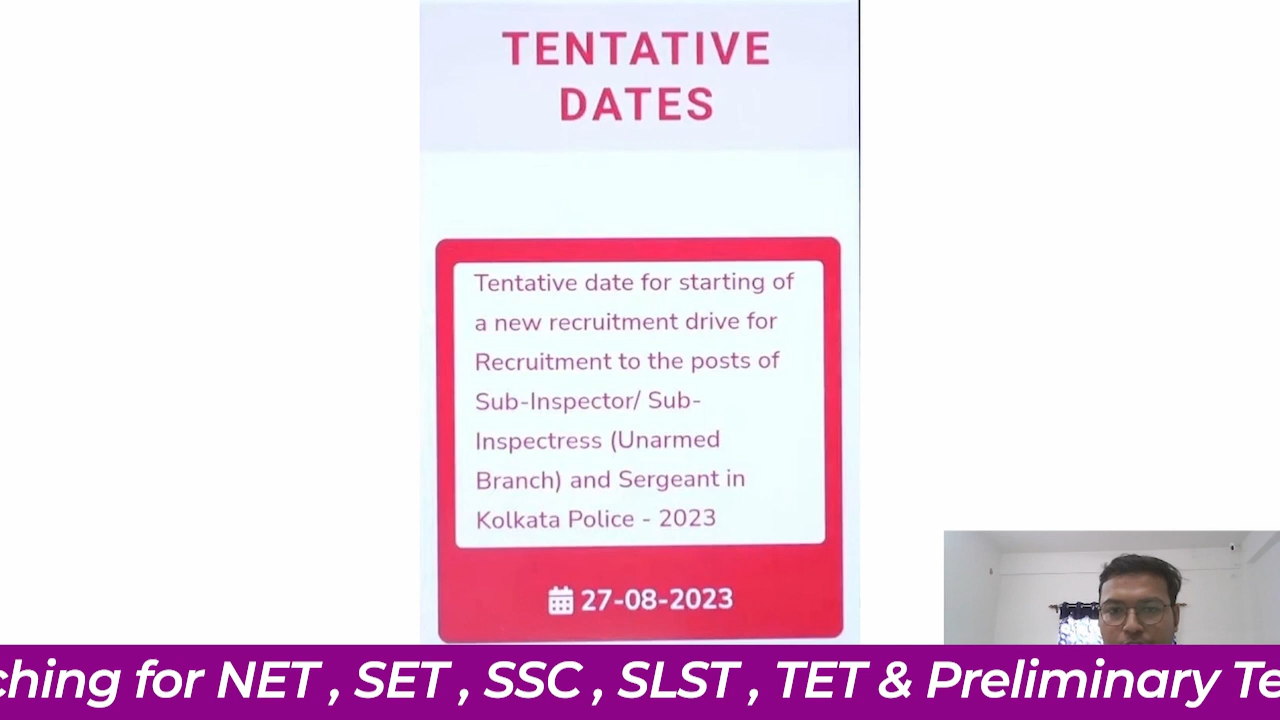 TENTATIVE
DATES
Tentative date for starting of
a new recruitment drive for
Recruitment to the posts of
Sub-Inspector/ Sub-
Inspectress (Unarmed
Branch) and Sergeant in
Kolkata Police - 2023
27-08-2023
for NET , SET , SSC , SLST , TET & Preliminary